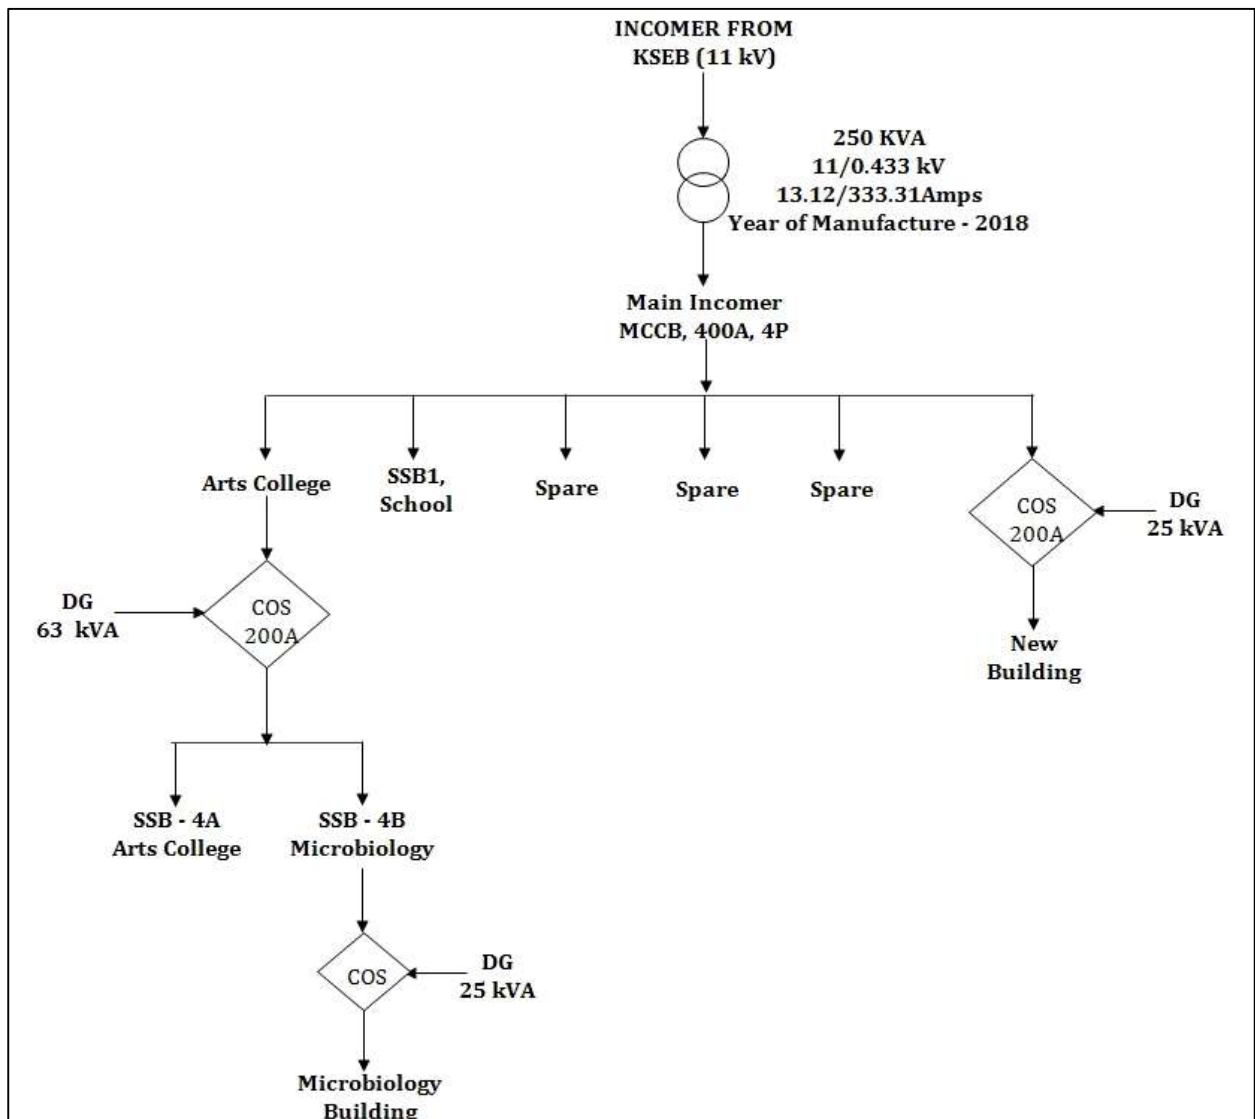 INCOMER FROM
KSEB (11 kV)
250 KVA
11/0.433 kV
13.12/333.31Amps
Year of Manufacture - 2018
Main Incomer
MCCB, 400A, 4P
Arts College
SSB1,
School
Spare
Spare
Spare
COS
200A
DG
25 kVA
DG
63 kVA
COS
200A
New
Building
SSB - 4A
Arts College
SSB - 4B
Microbiology
COS
DG
25 kVA
Microbiology
Building